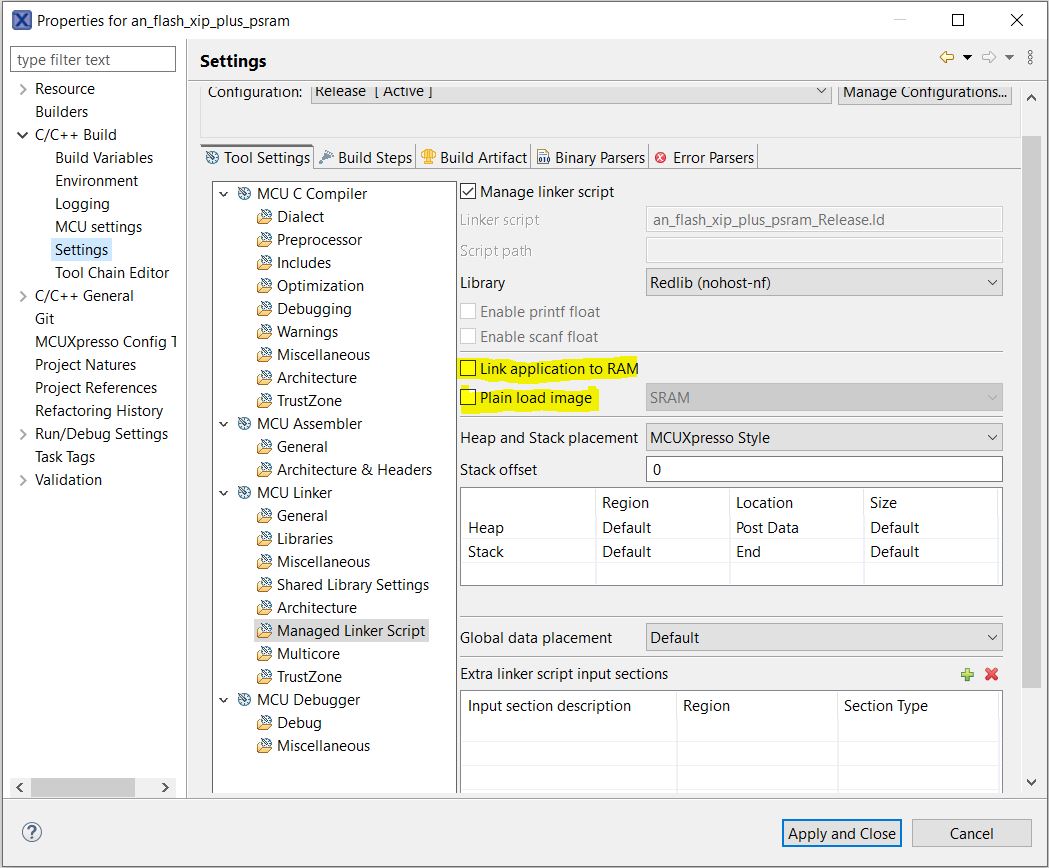 Properties for an_flash_xip_plus_psram
type filter text
Resource
Builders
C/C++ Build
Build Variables
Environment
Logging
MCU settings
Settings
Tool Chain Editor
C/C++ General
Git
MCUXpresso Config T
Project Natures
Project References
Refactoring History
Run/Debug Settings
Task Tags
Validation
Settings
Configuration: Release [ Active ] Manage Configurations...
Tool Settings Build Steps Build Artifact Binary Parsers Error Parsers
MCU C Compiler
Dialect
Preprocessor
Includes
Optimization
Debugging
Warnings
Miscellaneous
Architecture
TrustZone
MCU Assembler
General
Architecture & Headers
MCU Linker
General
Libraries
Miscellaneous
Shared Library Settings
Architecture
Managed Linker Script
Multicore
TrustZone
MCU Debugger
Debug
Miscellaneous
Manage linker script
Linker script an_flash_xip_plus_psram_Release.ld
Script path
Library Redlib (nohost-nf)
Enable printf float
Enable scanf float
Link application to RAM
Plain load image SRAM
Heap and Stack placement MCUXpresso Style
Stack offset 0
Region Location Size
Heap Default Post Data Default
Stack Default End Default
Global data placement Default
Extra linker script input sections
Input section description Region Section Type
Apply and Close Cancel